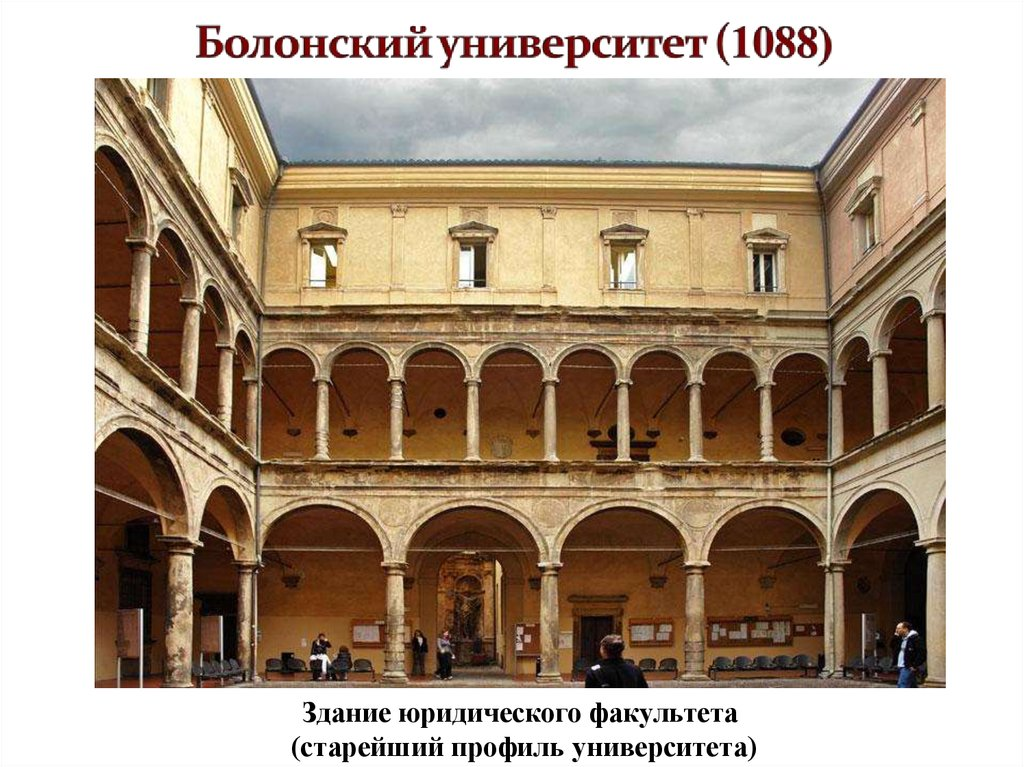 Болонский университет (1088)
Здание юридического факультета
(старейший профиль университета)